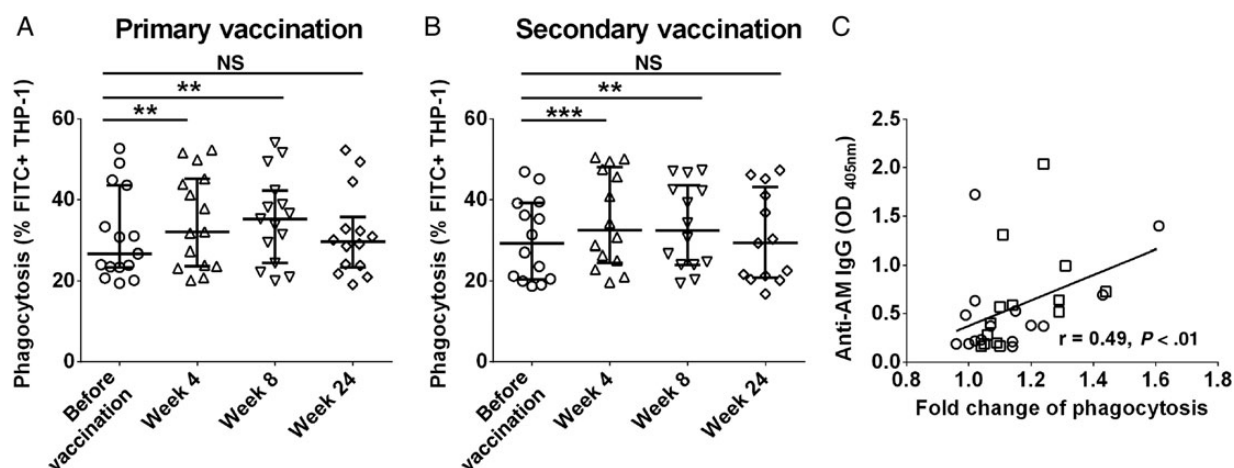 A
Primary vaccination
NS
**
**
Phagocytosis (% FITC+ THP-1)
60
40
20
0
Before
vaccination
Week 4
Week 8
Week 24
B
Secondary vaccination
NS
**
***
Phagocytosis (% FITC+ THP-1)
60
40
20
0
Before
vaccination
Week 4
Week 8
Week 24
C
Anti-AM IgG (OD 405nm)
2.5
2.0
1.5
1.0
0.5
0.0
r = 0.49, P < .01
0.8
1.0
1.2
1.4
1.6
1.8
Fold change of phagocytosis